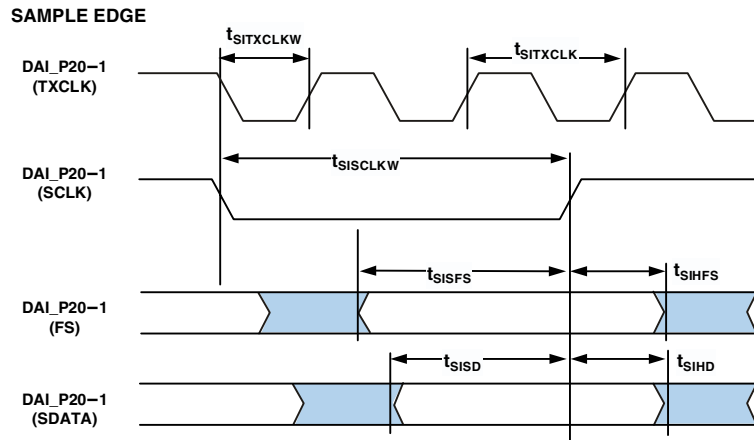 SAMPLE EDGE
tSITXCLKW
tSITXCLK
DAI_P20–1
(TXCLK)
tSISCLKW
DAI_P20–1
(SCLK)
tSISFS
tSIHFS
DAI_P20–1
(FS)
tSISD
tSIHD
DAI_P20–1
(SDATA)